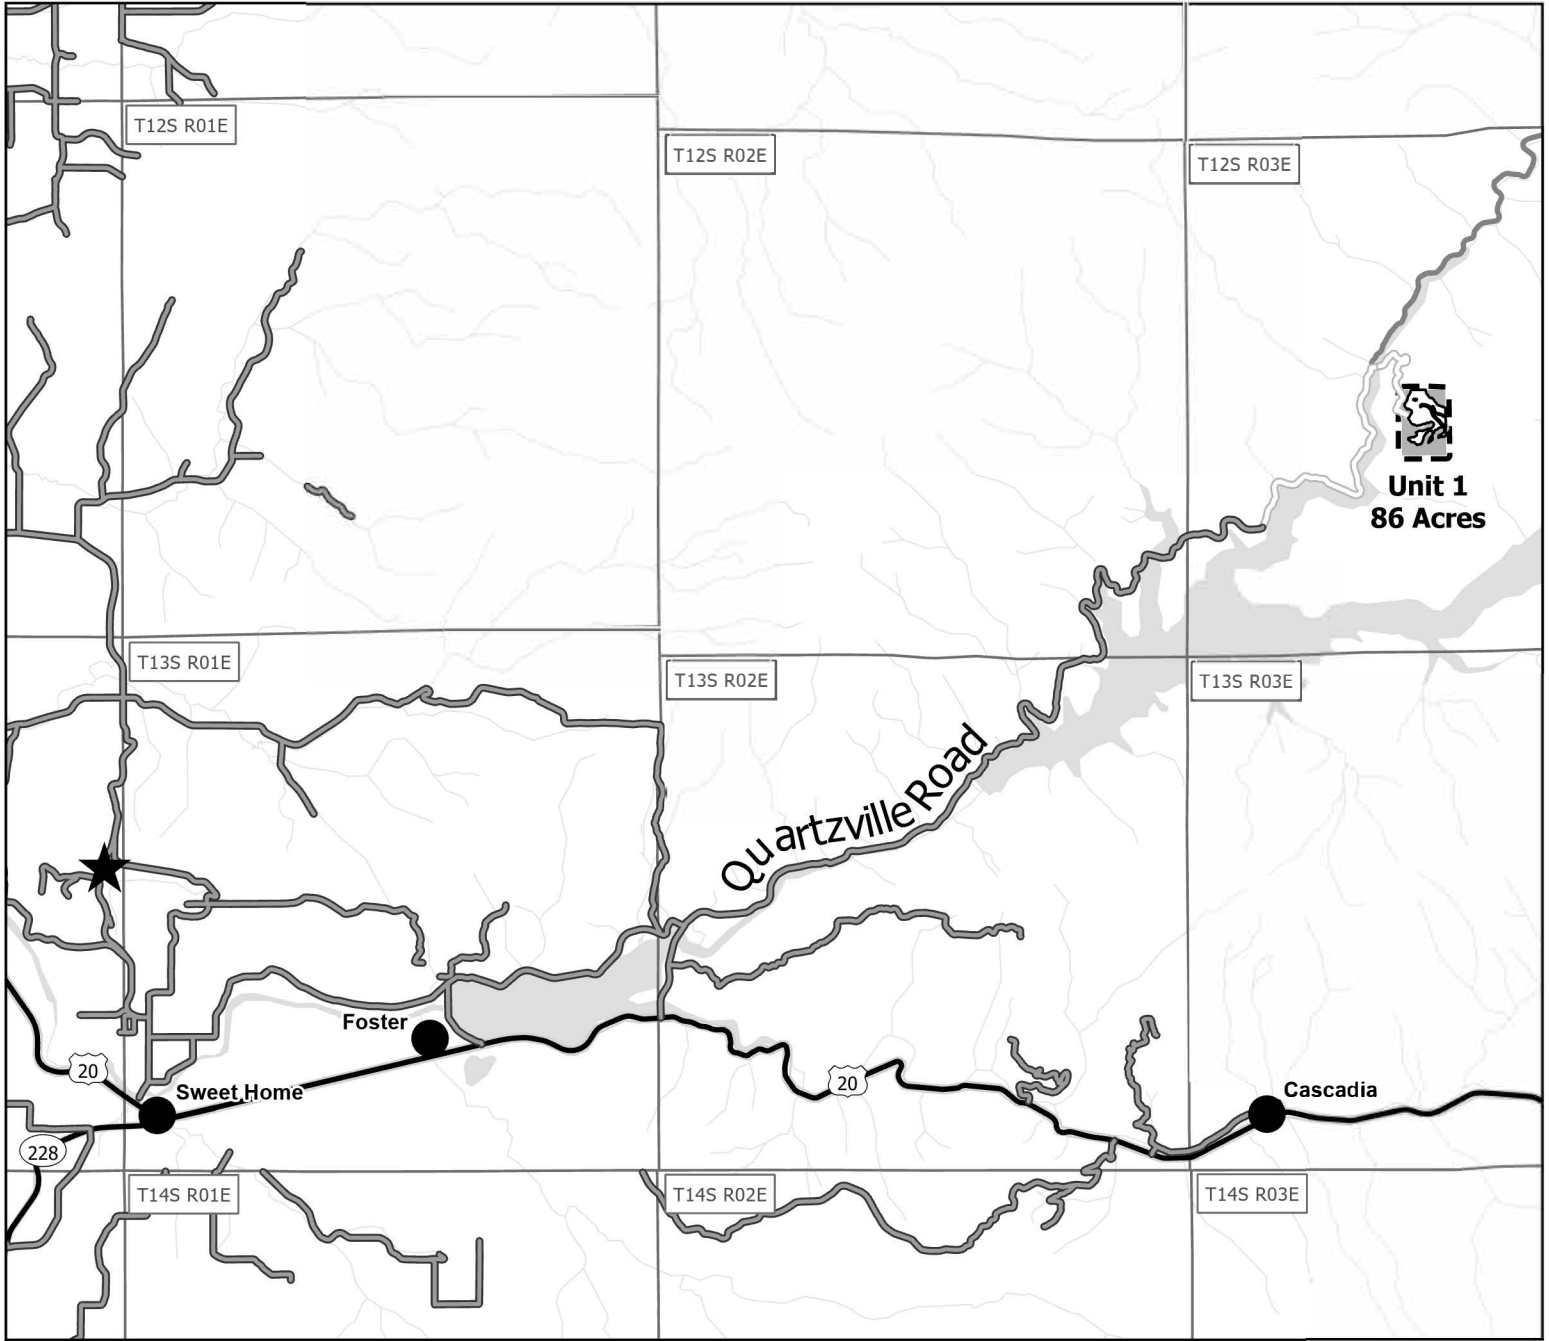 T12S R01E
T12S R02E
T12S R03E
Unit 1
86 Acres
T13S R01E
T13S R02E
T13S R03E
Quartzville Road
Foster
20
20
Sweet Home
Cascadia
228
T14S R01E
T14S R02E
T14S R03E